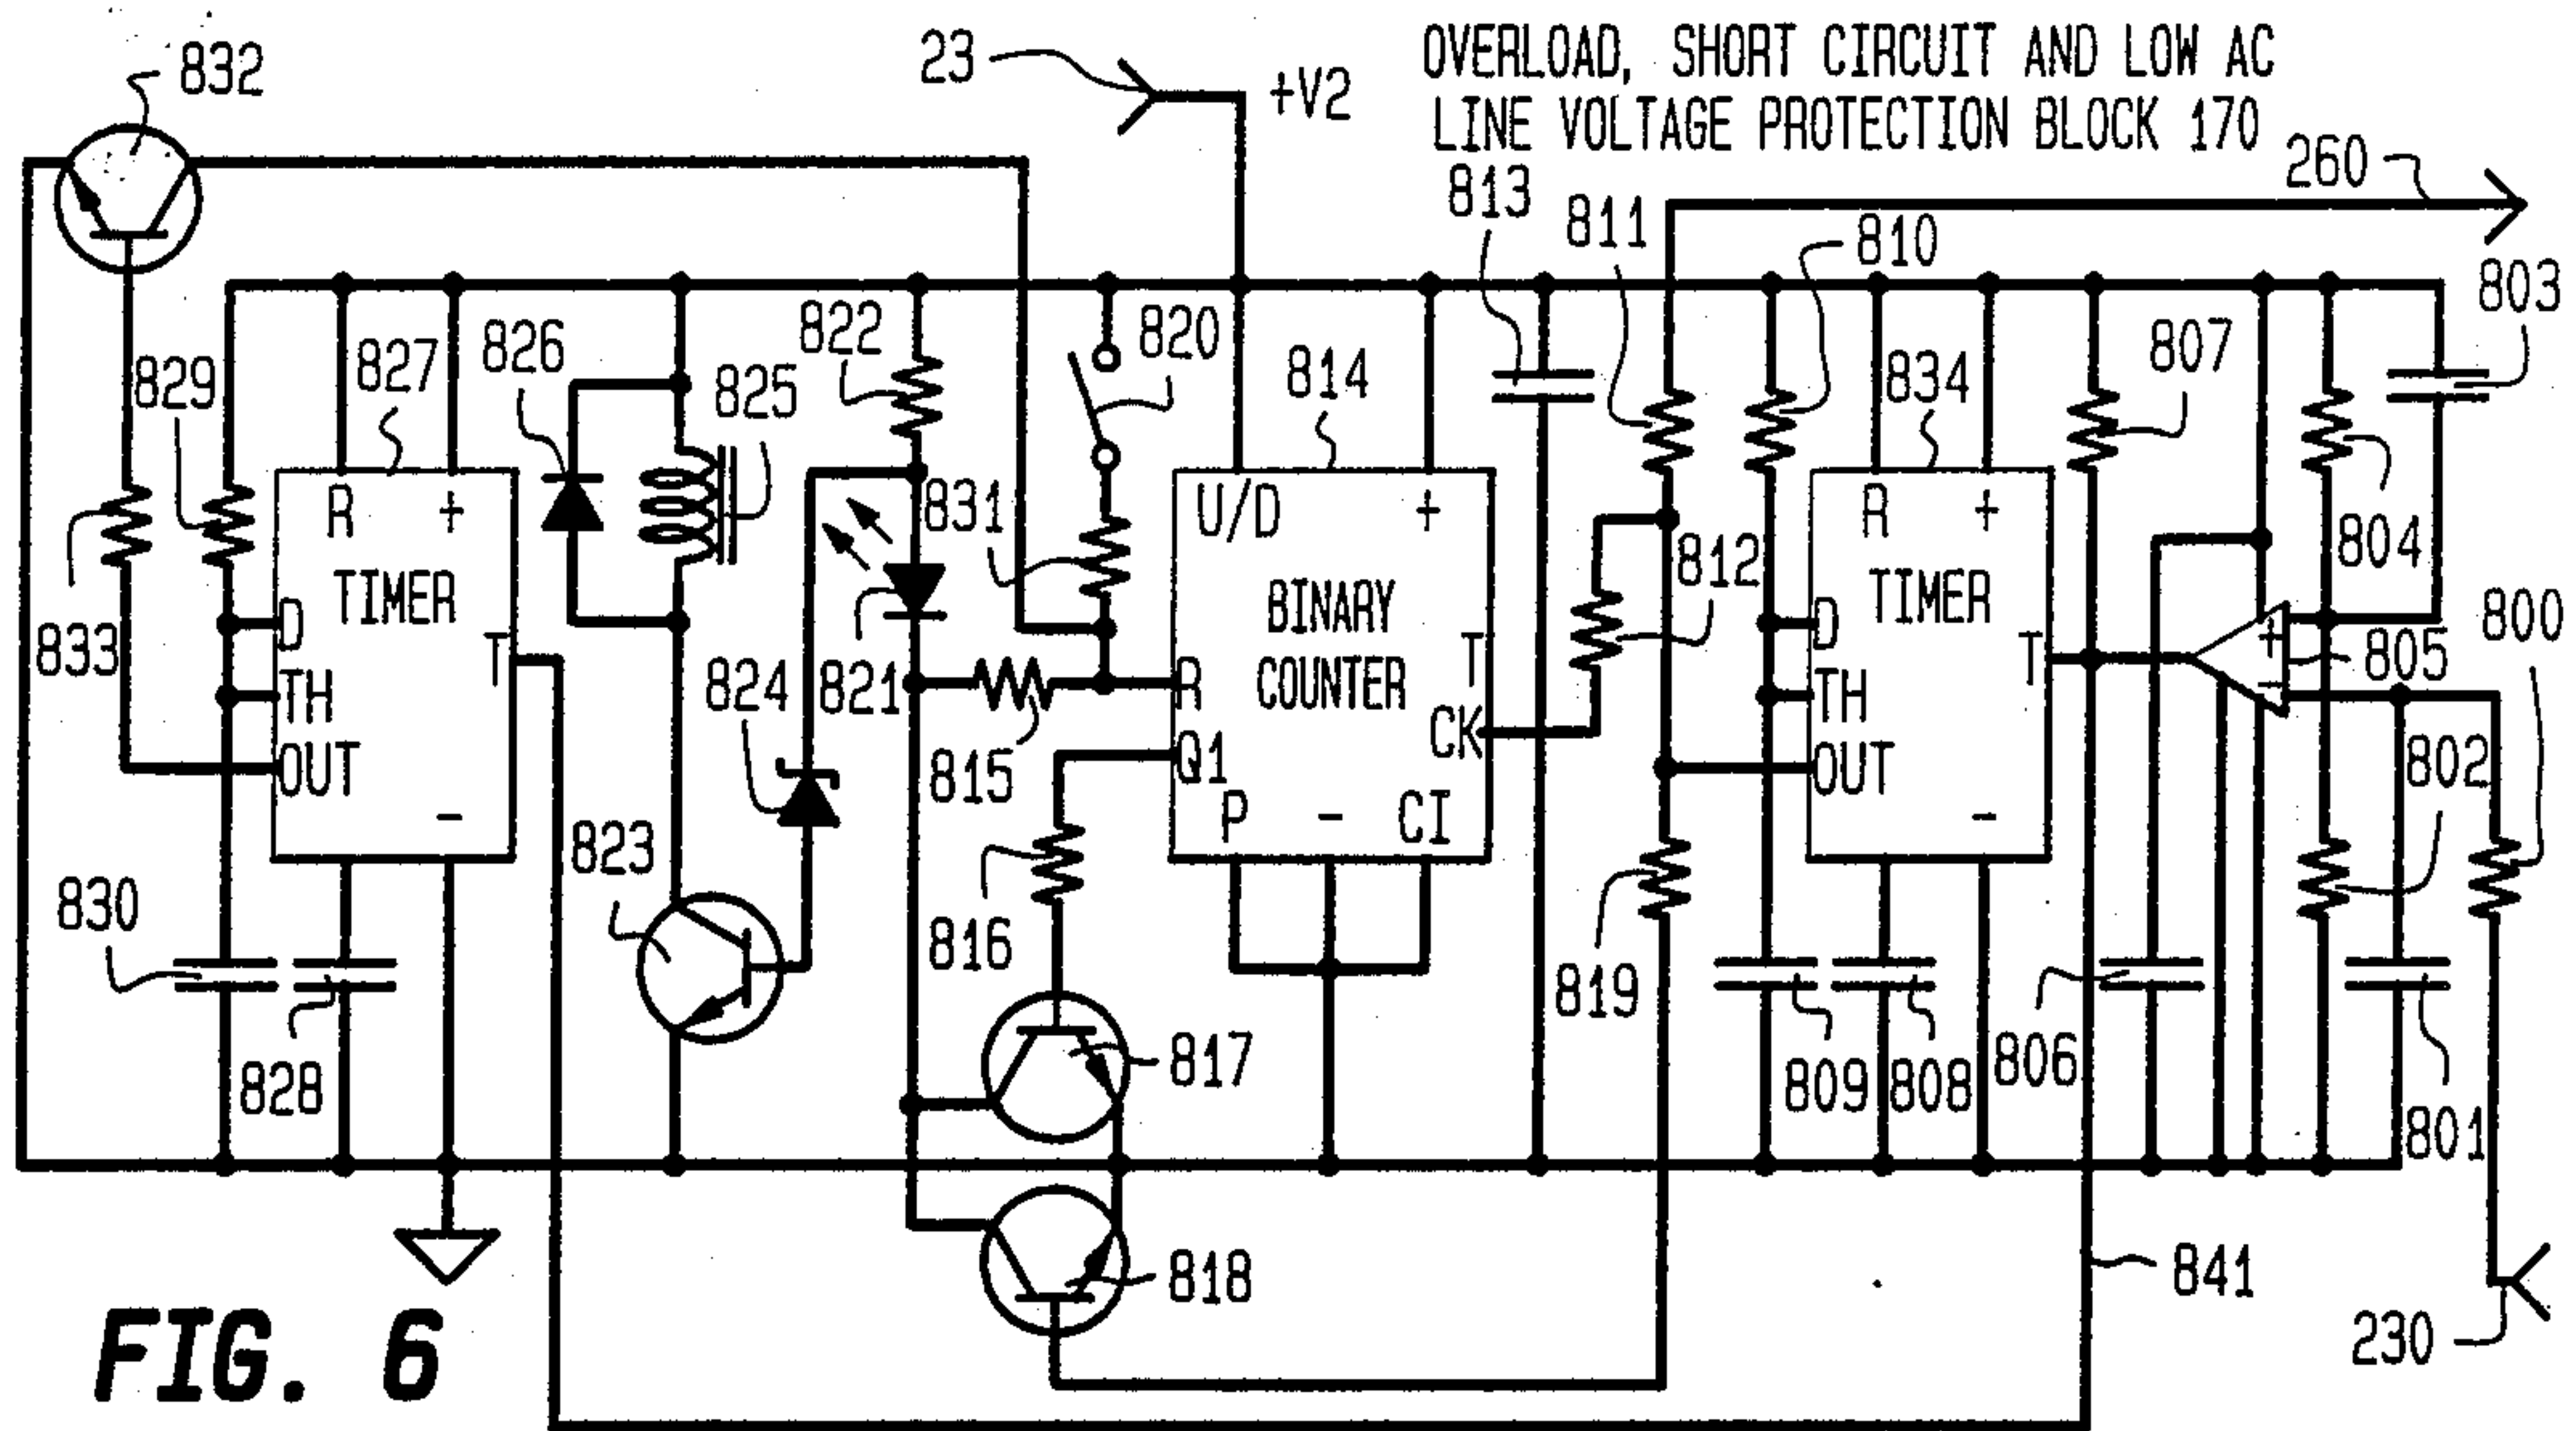 832
23
+V2
OVERLOAD, SHORT CIRCUIT AND LOW AC
LINE VOLTAGE PROTECTION BLOCK 170
260
813
811
810
803
829
827
826
825
822
820
814
834
807
804
833
R
+
TIMER
D
TH
OUT
-
T
824
821
831
815
U/D
+
BINARY
COUNTER
R
Q1
T
CK
P
-
CI
812
R
+
TIMER
D
TH
OUT
-
T
+
-
805
800
802
830
828
823
816
817
818
819
809
808
806
801
841
230
FIG. 6